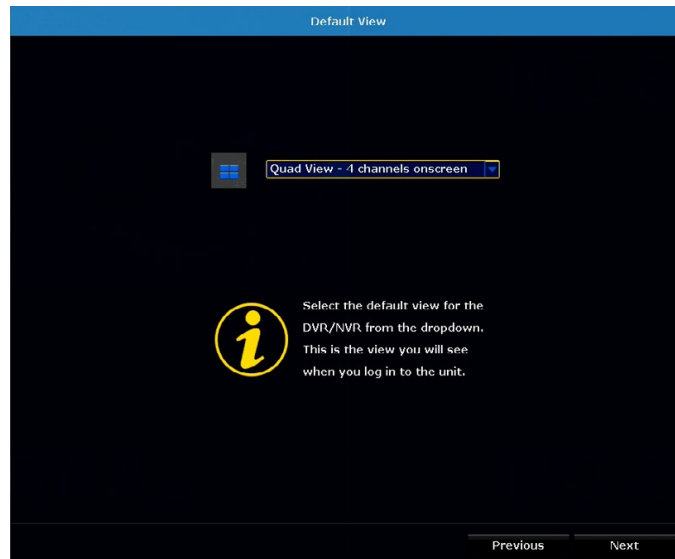 Default View
Quad View - 4 channels onscreen
Select the default view for the
DVR/NVR from the dropdown.
This is the view you will see
when you log in to the unit.
Previous
Next